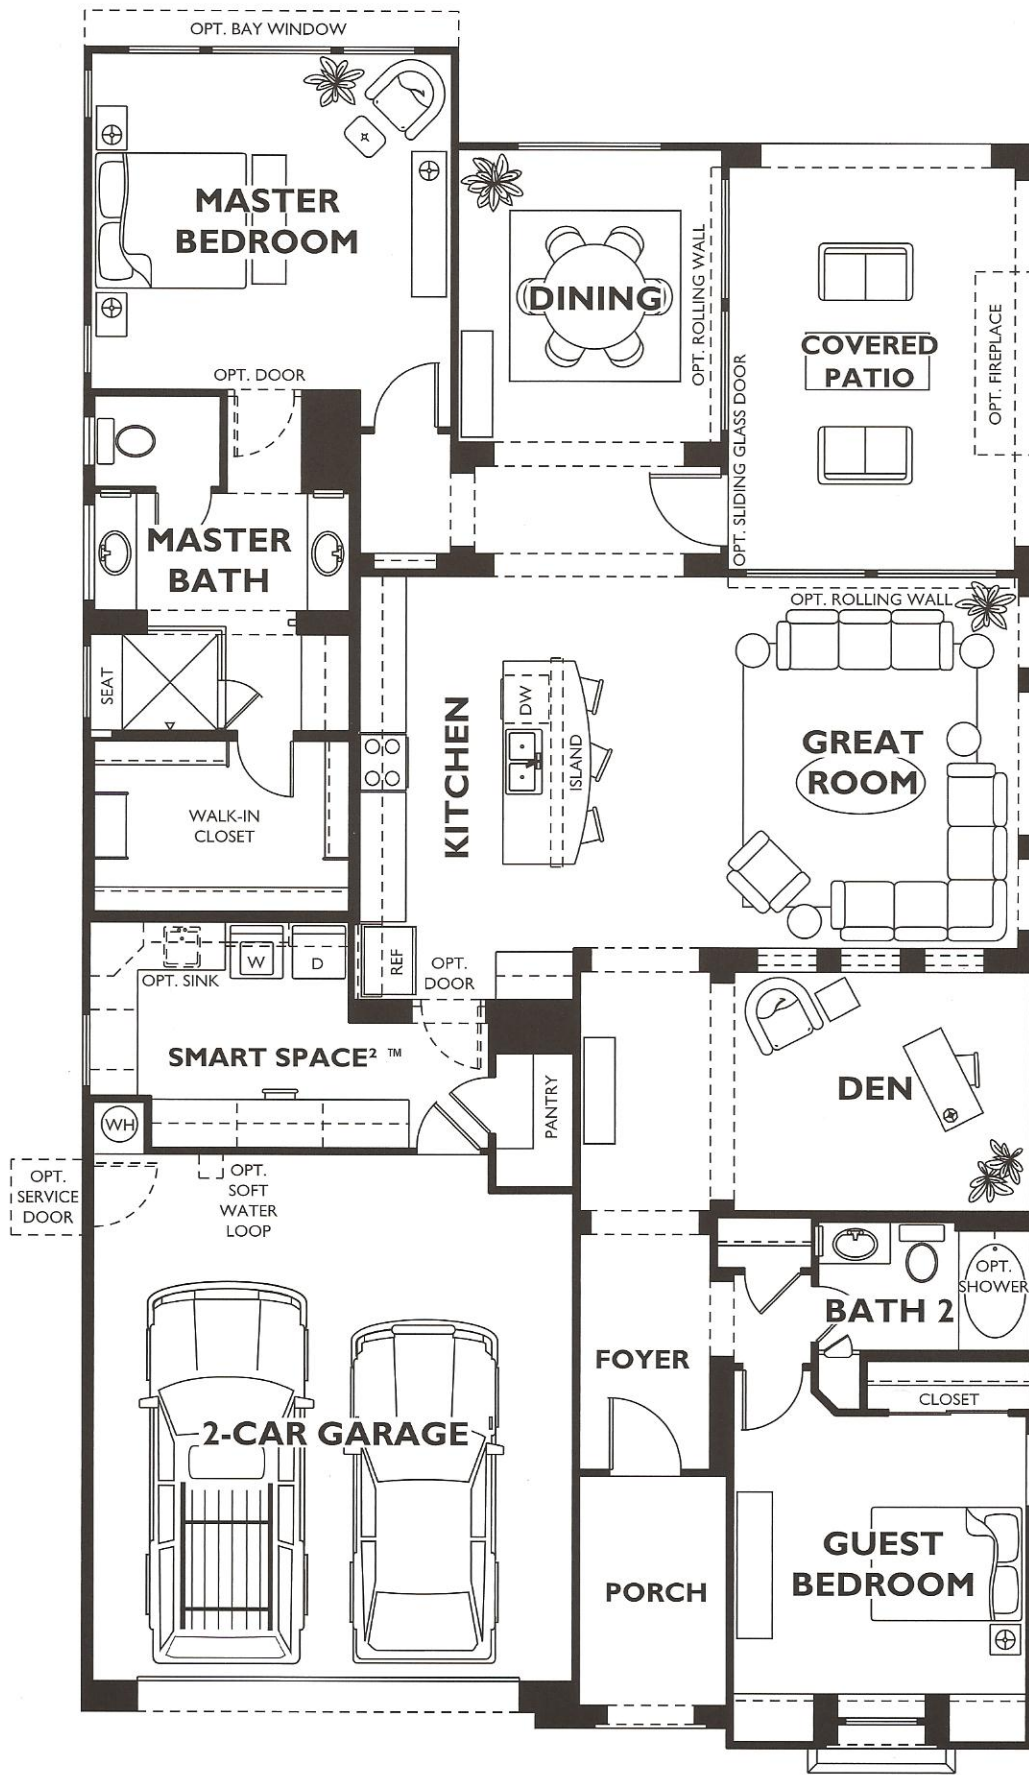 OPT. BAY WINDOW
MASTER
BEDROOM
DINING
OPT. ROLLING WALL
OPT. SLIDING GLASS DOOR
COVERED
PATIO
OPT. FIREPLACE
OPT. DOOR
MASTER
BATH
SEAT
OPT. ROLLING WALL
KITCHEN
DW
ISLAND
GREAT
ROOM
WALK-IN
CLOSET
OPT. SINK
W
D
REF
OPT.
DOOR
SMART SPACE² ™
PANTRY
DEN
WH
OPT.
SERVICE
DOOR
OPT.
SOFT
WATER
LOOP
OPT.
SHOWER
BATH 2
FOYER
CLOSET
2-CAR GARAGE
GUEST
BEDROOM
PORCH